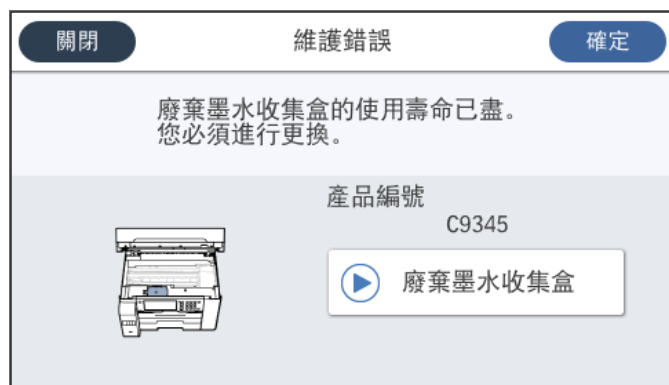 關閉
維護錯誤
確定
廢棄墨水收集盒的使用壽命已盡。
您必須進行更換。
產品編號
C9345
廢棄墨水收集盒